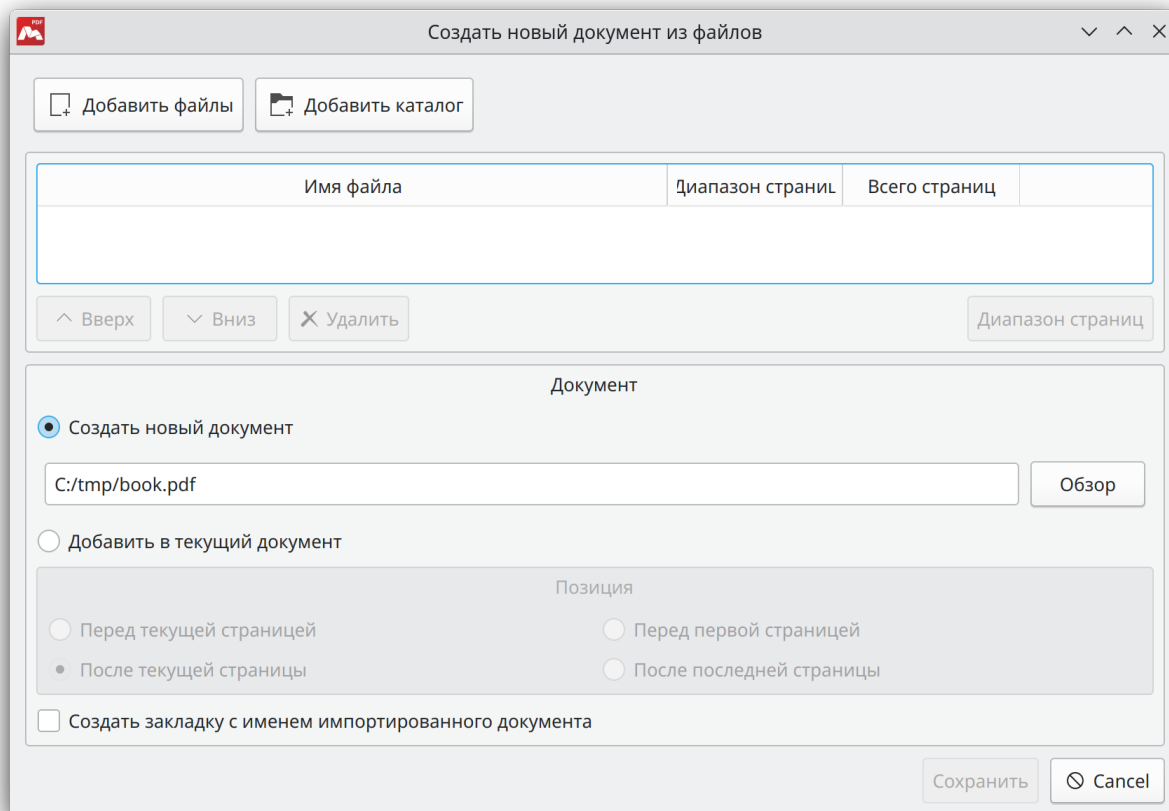 PDF
Создать новый документ из файлов
Добавить файлы
Добавить каталог
Имя файла
Диапазон страниц
Всего страниц
Вверх
Вниз
Удалить
Диапазон страниц
Документ
Создать новый документ
C:/tmp/book.pdf
Обзор
Добавить в текущий документ
Позиция
Перед текущей страницей
Перед первой страницей
После текущей страницы
После последней страницы
Создать закладку с именем импортированного документа
Сохранить
Cancel